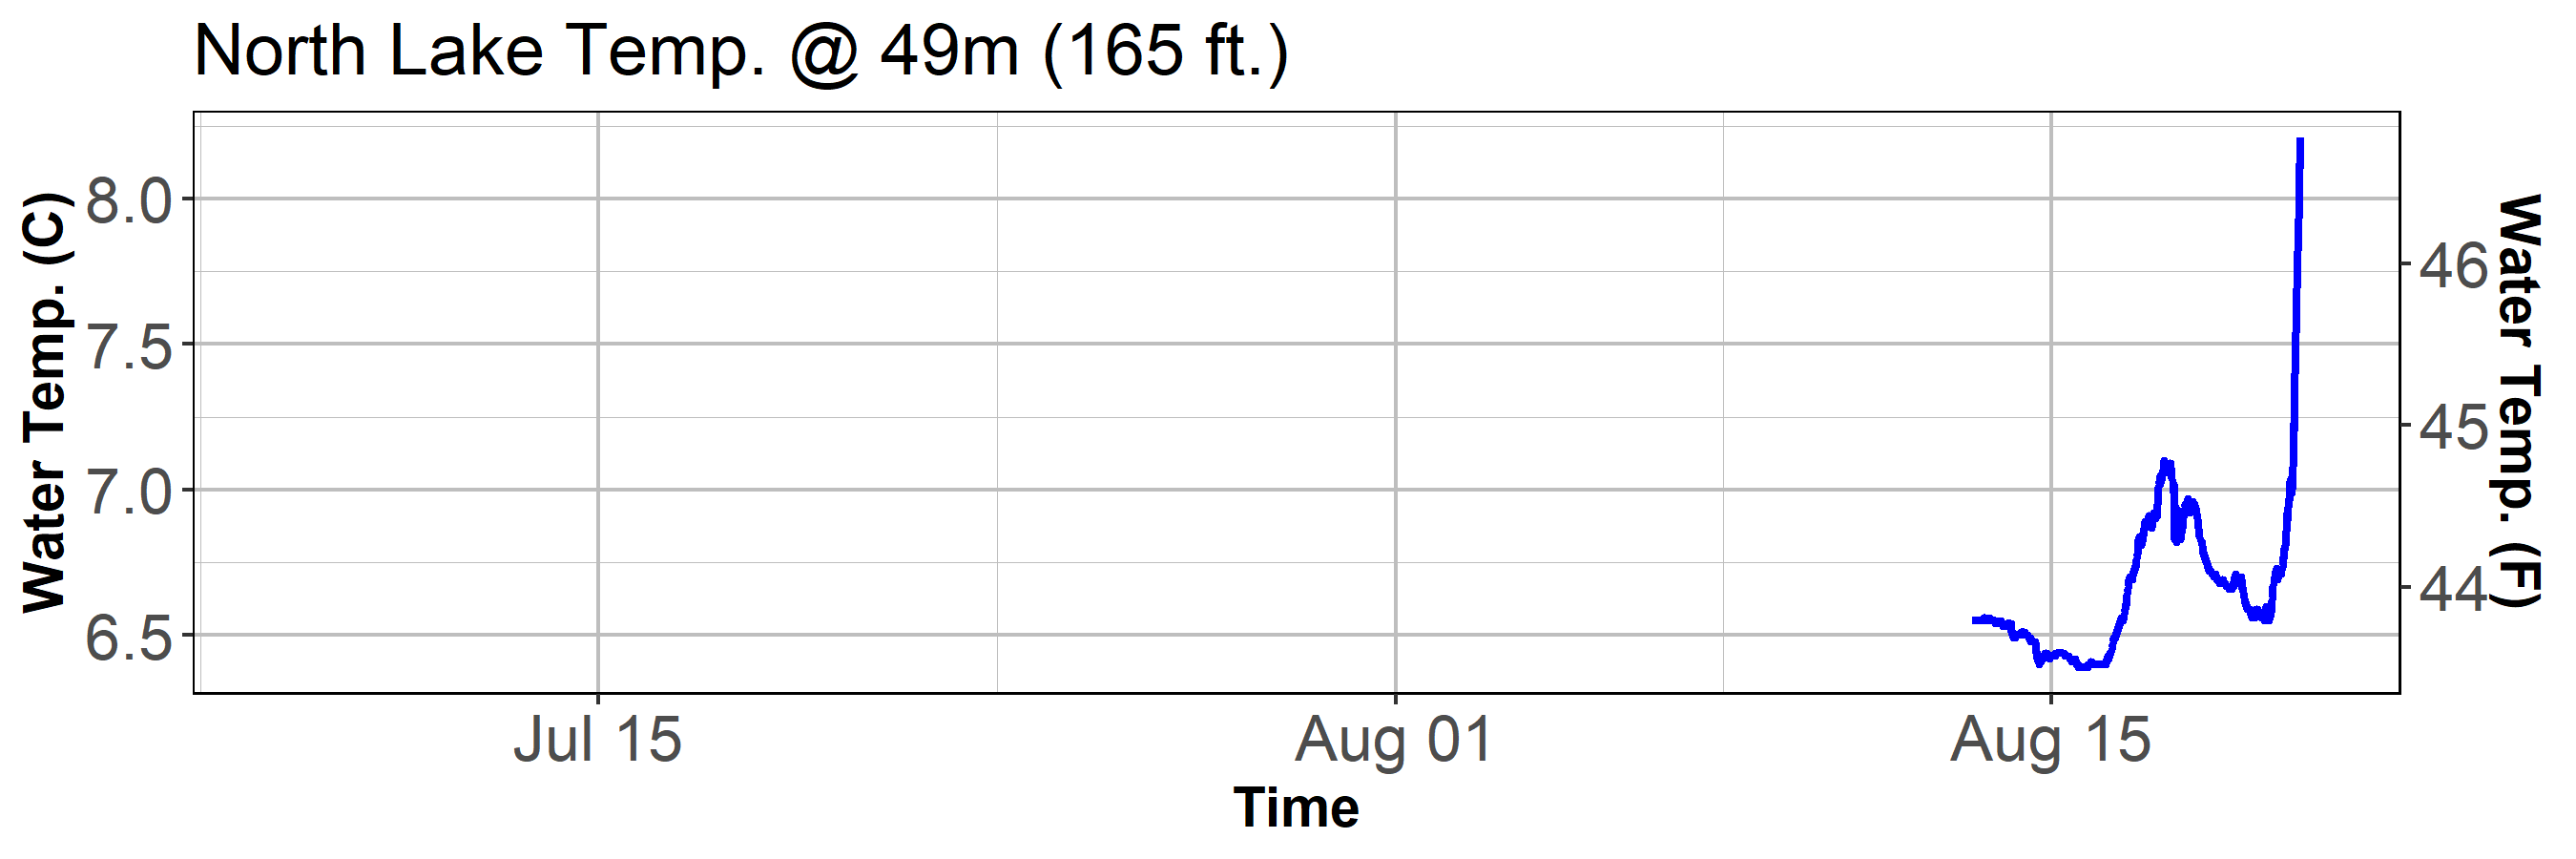 North Lake Temp. @ 49m (165 ft.)
Water Temp. (C)
8.0
7.5
7.0
6.5
46
45
44
Water Temp. (F)
Jul 15
Aug 01
Aug 15
Time